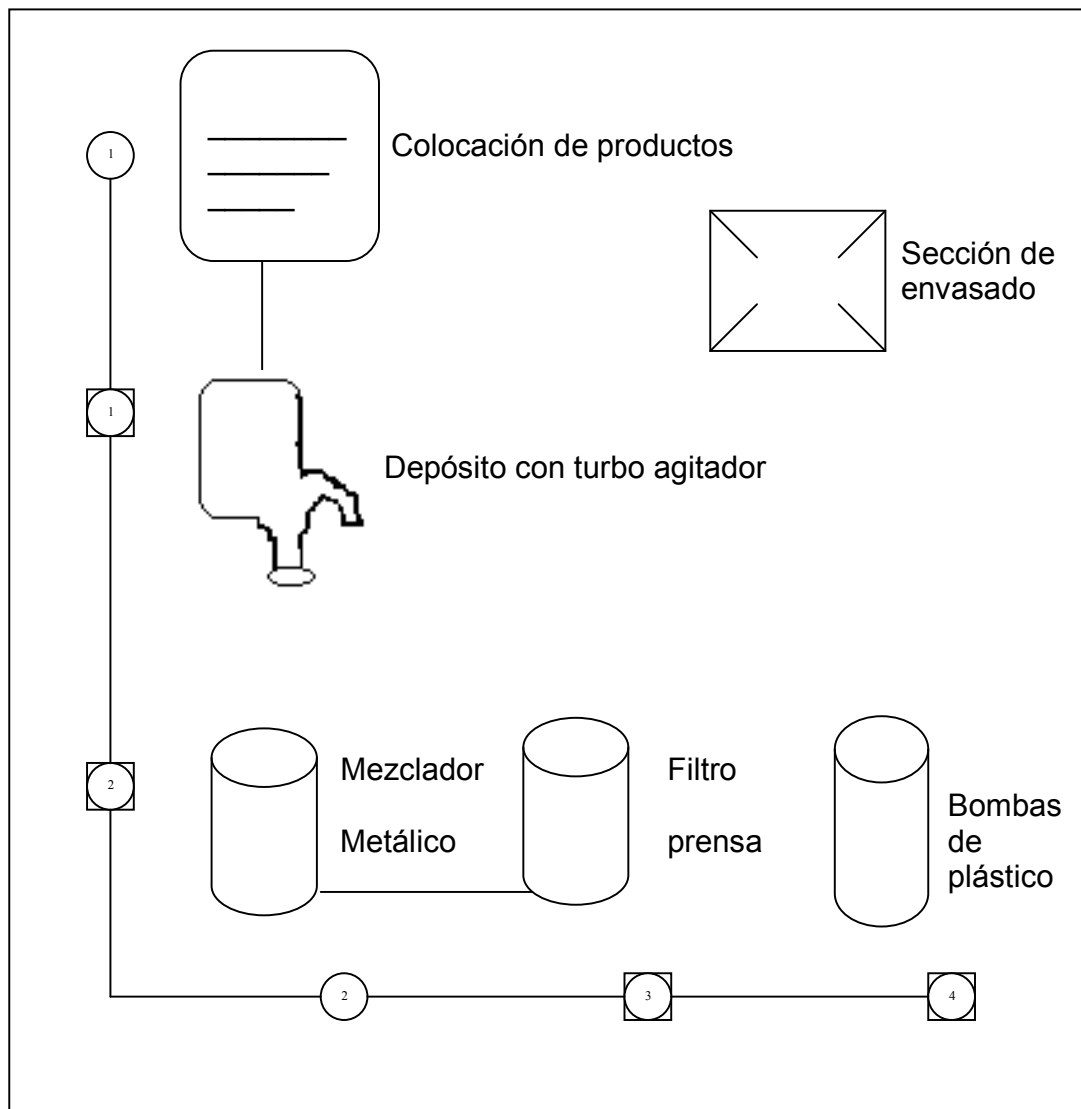 1
Colocación de productos
Sección de
envasado
1
Depósito con turbo agitador
2
Mezclador
Metálico
Filtro
prensa
Bombas
de
plástico
2
3
4